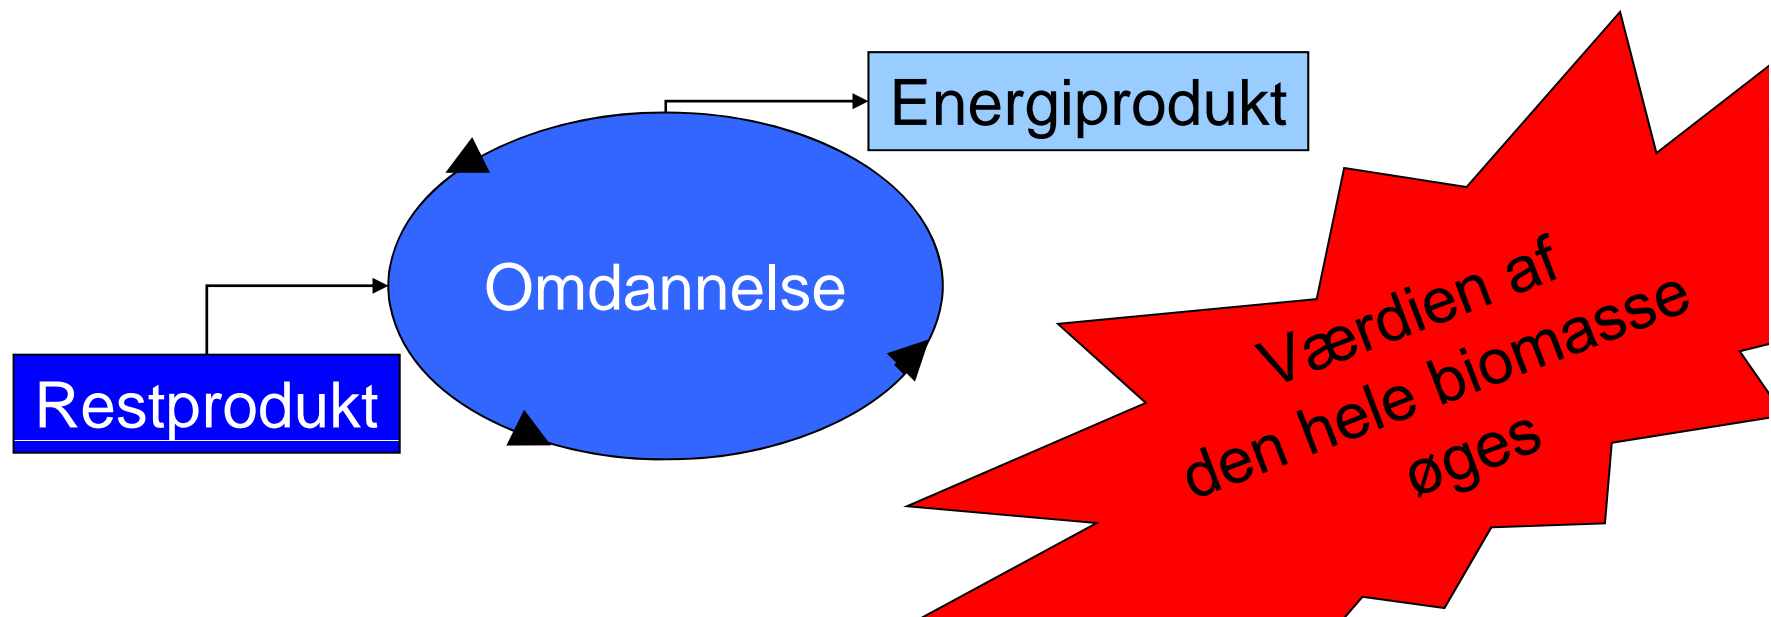 Energiprodukt
Omdannelse
Restprodukt
Værdien af
den hele biomasse
øges